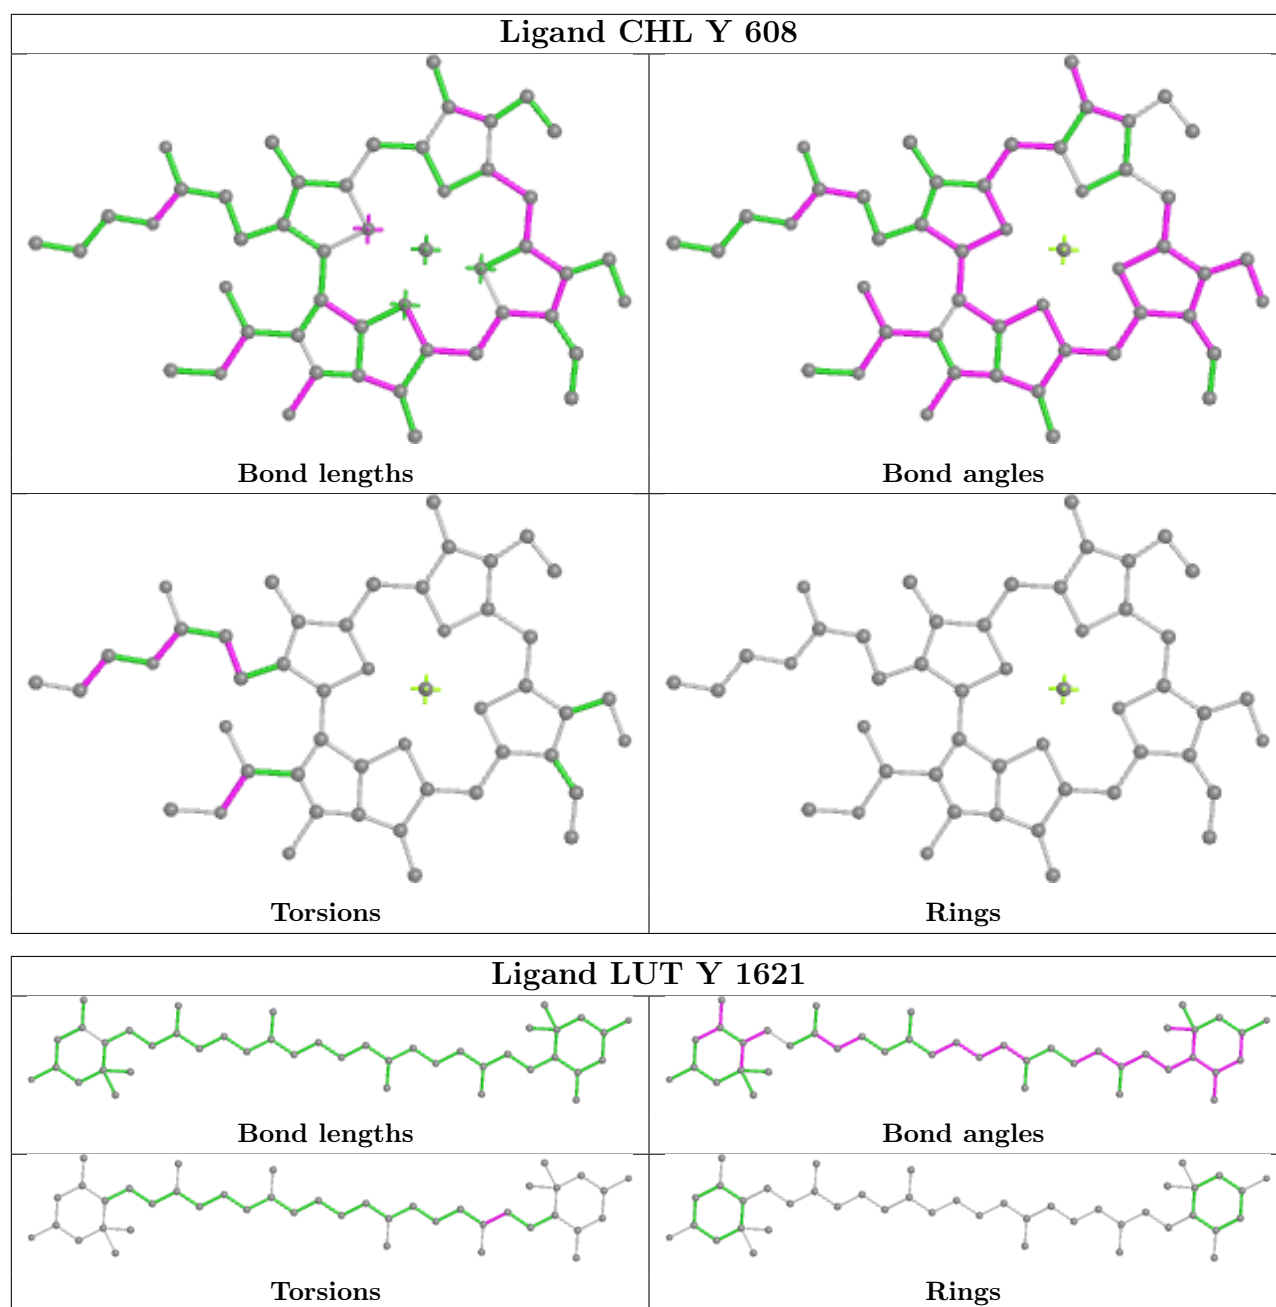 Ligand CHL Y 608
Bond lengths
Bond angles
Torsions
Rings
Ligand LUT Y 1621
Bond lengths
Bond angles
Torsions
Rings